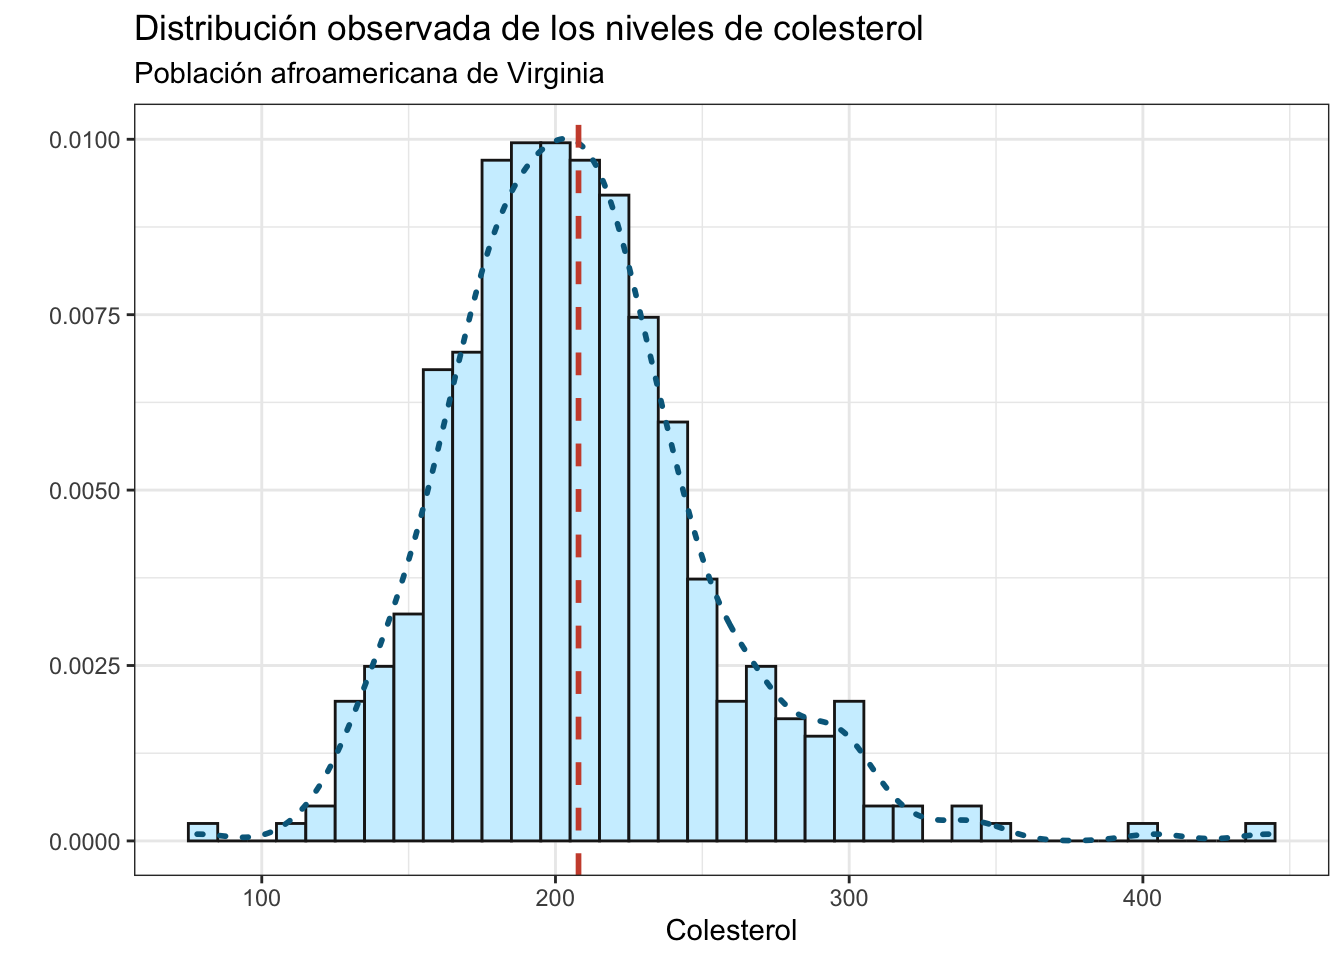 Distribución observada de los niveles de colesterol
Población afroamericana de Virginia
0.0100
0.0075
0.0050
0.0025
0.0000
100 200 300 400
Colesterol